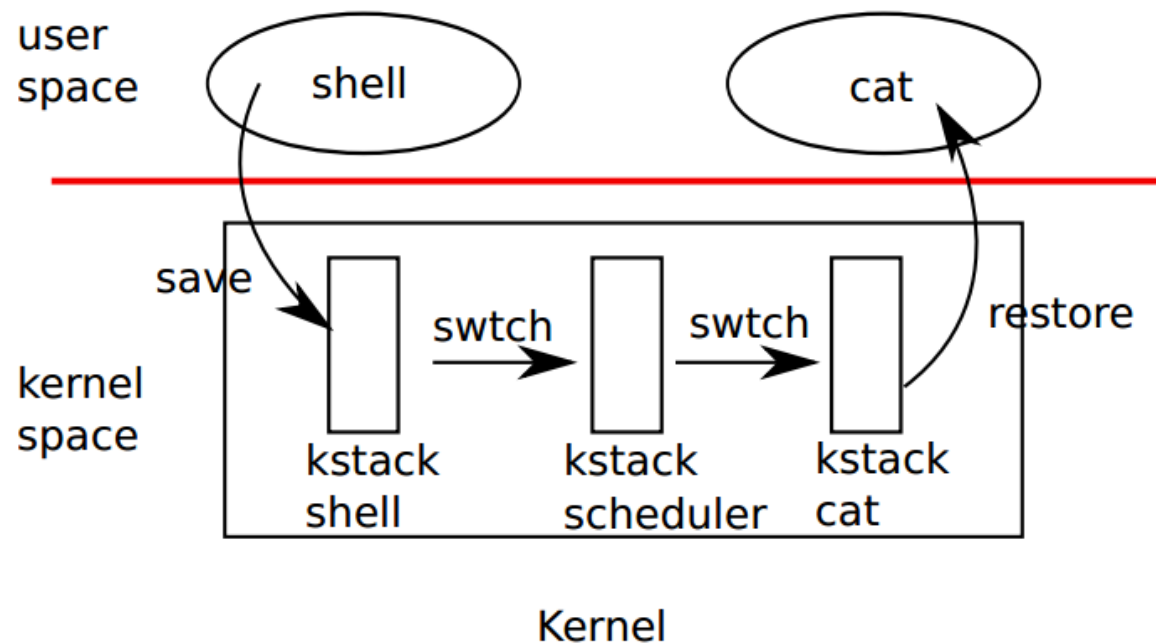 user
space
shell
cat
save
swtch
swtch
restore
kernel
space
kstack
shell
kstack
scheduler
kstack
cat
Kernel